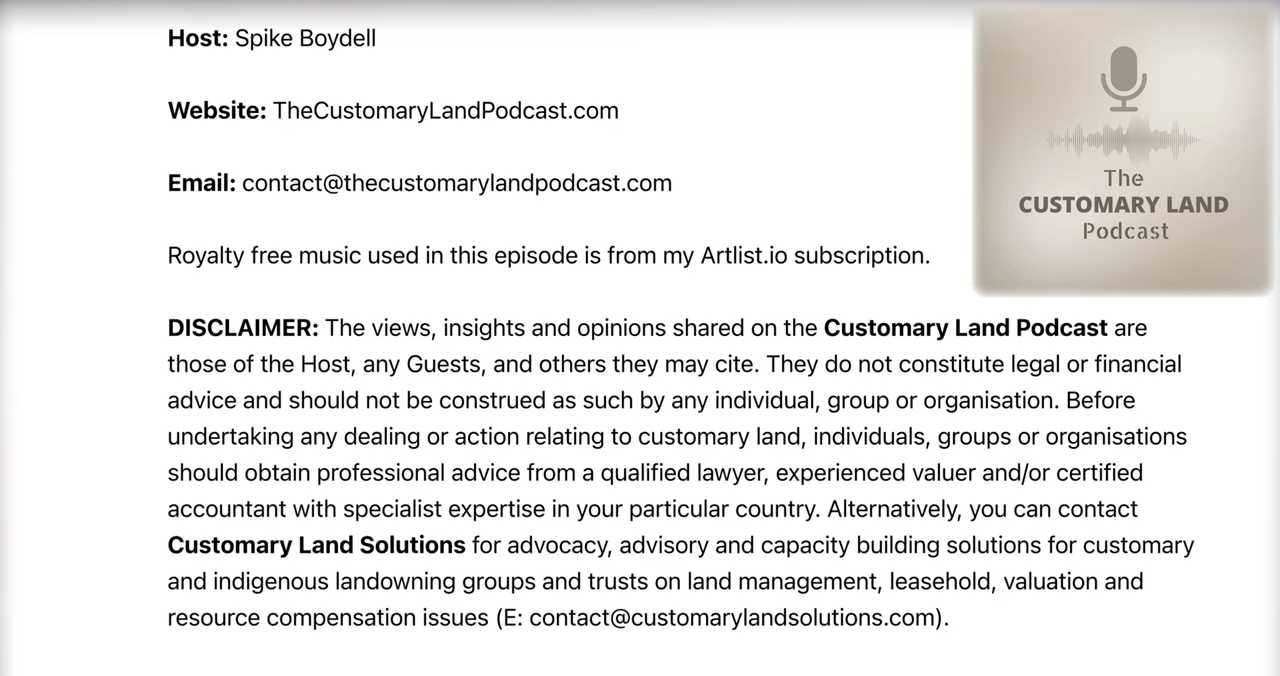 Host: Spike Boydell
Website: TheCustomaryLandPodcast.com
Email: contact@thecustomarylandpodcast.com
Royalty free music used in this episode is from my Artlist.io subscription.
The
CUSTOMARY LAND
Podcast
DISCLAIMER: The views, insights and opinions shared on the Customary Land Podcast are
those of the Host, any Guests, and others they may cite. They do not constitute legal or financial
advice and should not be construed as such by any individual, group or organisation. Before
undertaking any dealing or action relating to customary land, individuals, groups or organisations
should obtain professional advice from a qualified lawyer, experienced valuer and/or certified
accountant with specialist expertise in your particular country. Alternatively, you can contact
Customary Land Solutions for advocacy, advisory and capacity building solutions for customary
and indigenous landowning groups and trusts on land management, leasehold, valuation and
resource compensation issues (E: contact@customarylandsolutions.com).